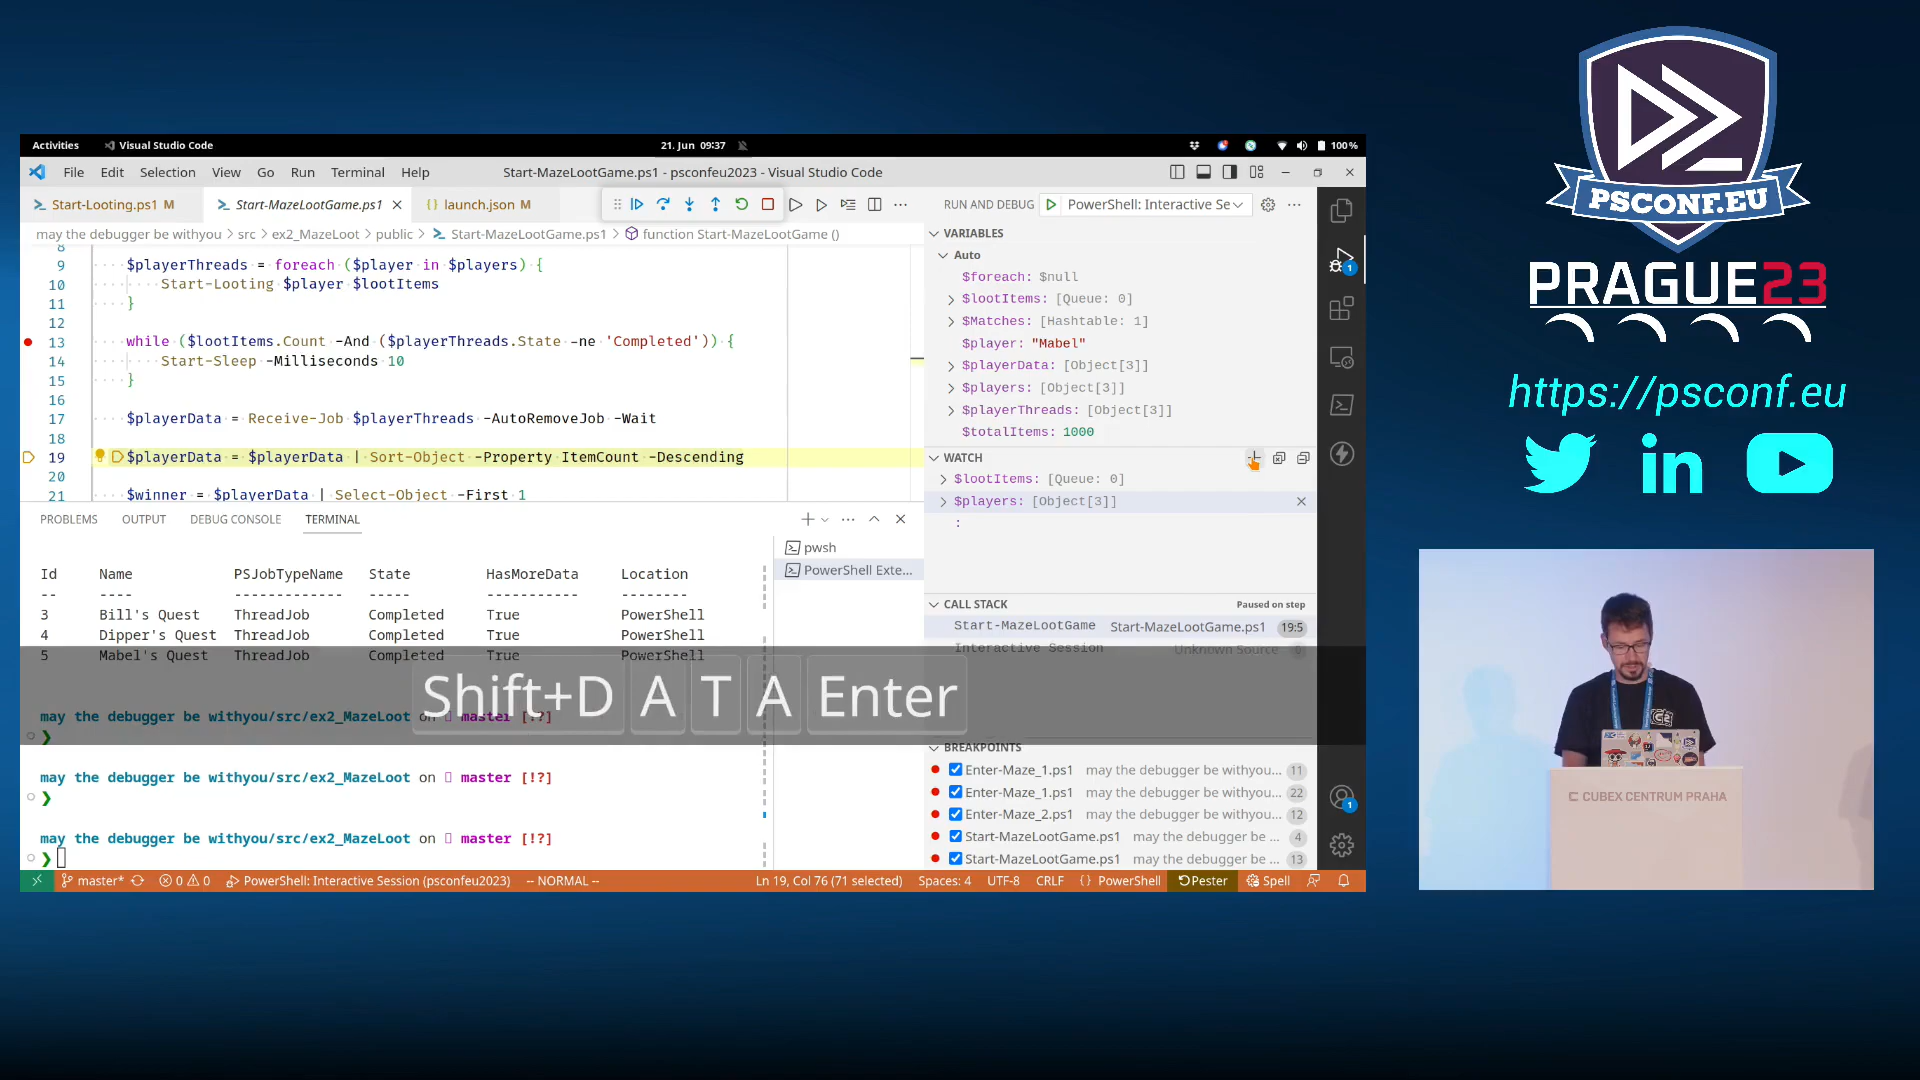 Activities
Visual Studio Code
21. Jun 09:37
100%
File Edit Selection View Go Run Terminal Help
Start-MazeLootGame.ps1 - psconfeu2023 - Visual Studio Code
Start-Looting.ps1 M
Start-MazeLootGame.ps1
launch.json M
may the debugger be withyou > src > ex2_MazeLoot > public > Start-MazeLootGame.ps1 > function Start-MazeLootGame ()
8
9 $playerThreads = foreach ($player in $players) {
10 Start-Looting $player $lootItems
11 }
12
13 while ($lootItems.Count -And ($playerThreads.State -ne 'Completed')) {
14 Start-Sleep -Milliseconds 10
15 }
16
17 $playerData = Receive-Job $playerThreads -AutoRemoveJob -Wait
18
19 $playerData = $playerData | Sort-Object -Property ItemCount -Descending
20
21 $winner = $playerData | Select-Object -First 1
PROBLEMS OUTPUT DEBUG CONSOLE TERMINAL
Id Name PSJobTypeName State HasMoreData Location
-- ---- ------------- ----- ----------- --------
3 Bill's Quest ThreadJob Completed True PowerShell
4 Dipper's Quest ThreadJob Completed True PowerShell
5 Mabel's Quest ThreadJob Completed True PowerShell
may the debugger be withyou/src/ex2_MazeLoot on master [!?]
❯
may the debugger be withyou/src/ex2_MazeLoot on master [!?]
❯
may the debugger be withyou/src/ex2_MazeLoot on master [!?]
❯
Shift+D A T A Enter
pwsh
PowerShell Exte...
RUN AND DEBUG
PowerShell: Interactive Se
VARIABLES
Auto
$foreach: $null
$lootItems: [Queue: 0]
$Matches: [Hashtable: 1]
$player: "Mabel"
$playerData: [Object[3]]
$players: [Object[3]]
$playerThreads: [Object[3]]
$totalItems: 1000
WATCH
$lootItems: [Queue: 0]
$players: [Object[3]]
:
CALL STACK
Paused on step
Start-MazeLootGame Start-MazeLootGame.ps1 19:5
Interactive Session Unknown Source 0
BREAKPOINTS
Enter-Maze_1.ps1 may the debugger be withyou... 11
Enter-Maze_1.ps1 may the debugger be withyou... 22
Enter-Maze_2.ps1 may the debugger be withyou... 12
Start-MazeLootGame.ps1 may the debugger be ... 4
Start-MazeLootGame.ps1 may the debugger be ... 13
1
1
master* 0 0 PowerShell: Interactive Session (psconfeu2023) -- NORMAL -- Ln 19, Col 76 (71 selected) Spaces: 4 UTF-8 CRLF PowerShell Pester Spell
PSCONF.EU
PRAGUE23
https://psconf.eu
in
CUBEX CENTRUM PRAHA